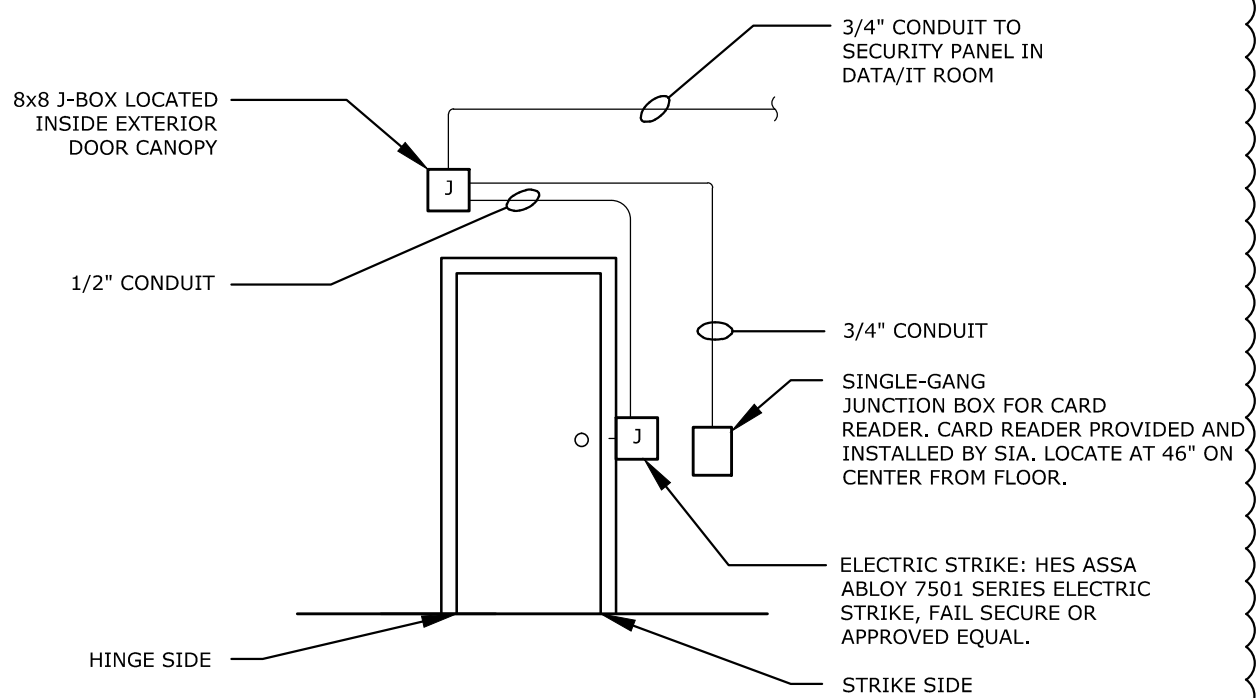 3/4" CONDUIT TO
SECURITY PANEL IN
DATA/IT ROOM
8x8 J-BOX LOCATED
INSIDE EXTERIOR
DOOR CANOPY
J
1/2" CONDUIT
3/4" CONDUIT
SINGLE-GANG
JUNCTION BOX FOR CARD
READER. CARD READER PROVIDED AND
INSTALLED BY SIA. LOCATE AT 46" ON
CENTER FROM FLOOR.
J
ELECTRIC STRIKE: HES ASSA
ABLOY 7501 SERIES ELECTRIC
STRIKE, FAIL SECURE OR
APPROVED EQUAL.
HINGE SIDE
STRIKE SIDE